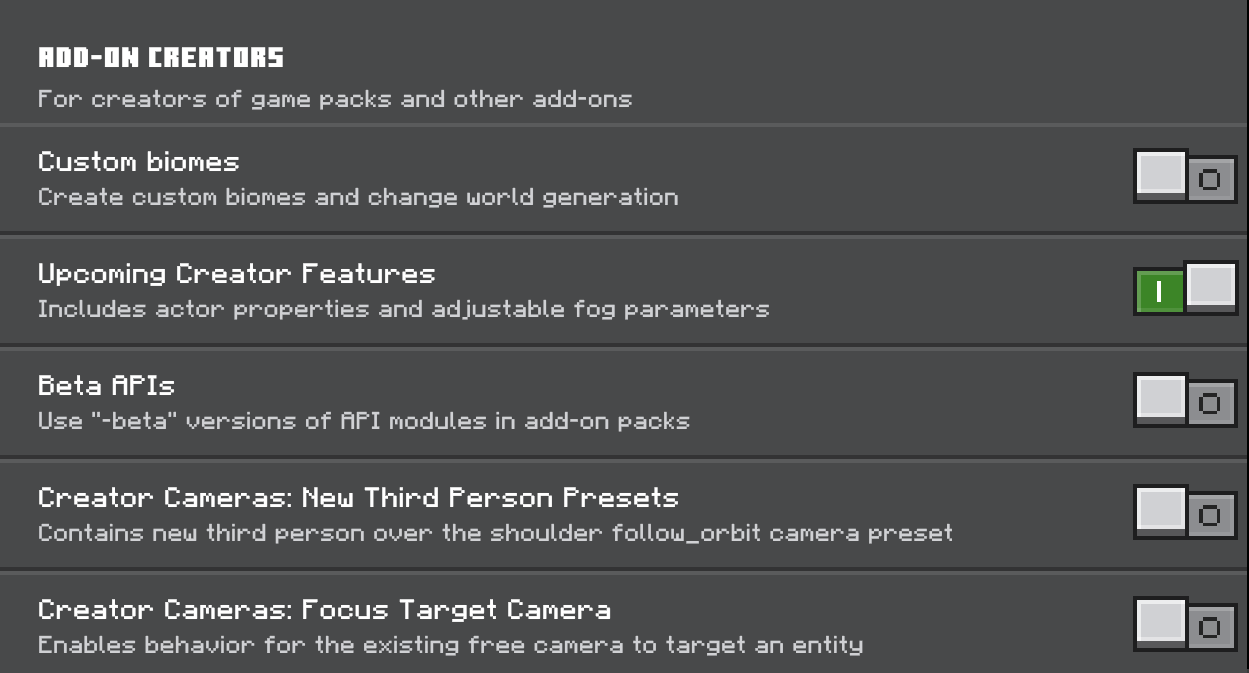 ADD-ON CREATORS
For creators of game packs and other add-ons
Custom biomes
Create custom biomes and change world generation
Upcoming Creator Features
Includes actor properties and adjustable fog parameters
Beta APIs
Use "-beta" versions of API modules in add-on packs
Creator Cameras: New Third Person Presets
Contains new third person over the shoulder follow_orbit camera preset
Creator Cameras: Focus Target Camera
Enables behavior for the existing free camera to target an entity